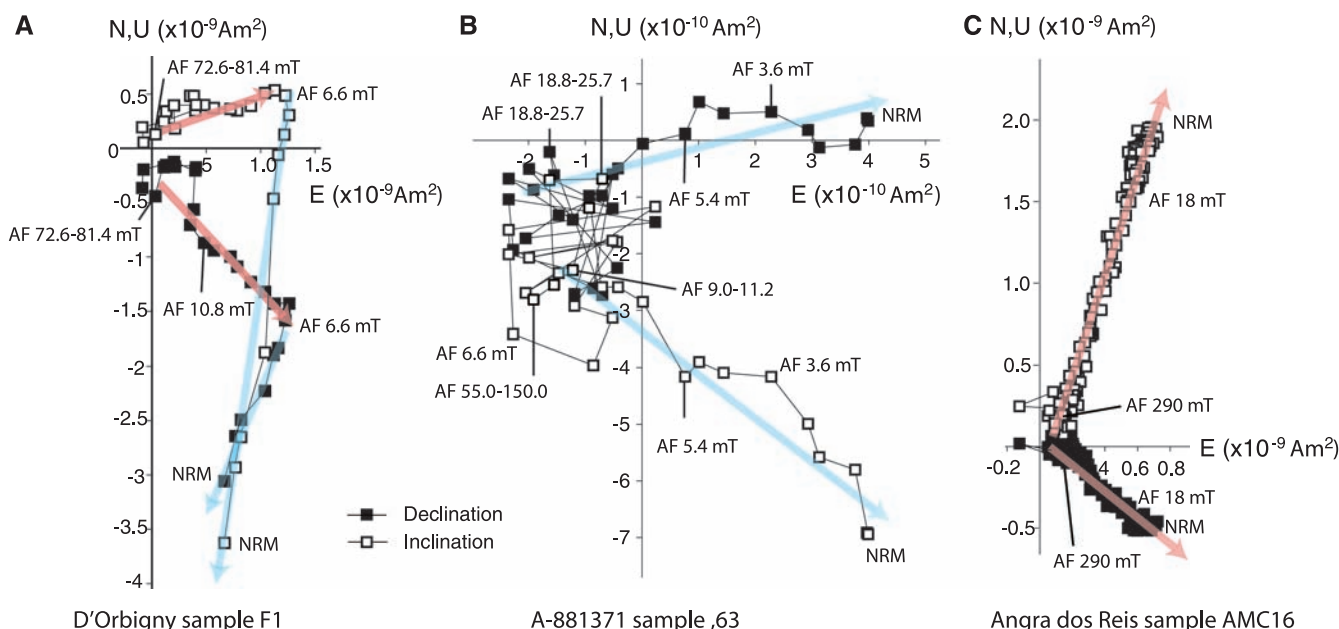 A
N,U (x10⁻⁹Am²)
AF 72.6-81.4 mT
0.5
AF 6.6 mT
0
.5
1.0
1.5
E (x10⁻⁹Am²)
-0.5
AF 72.6-81.4 mT
-1
AF 10.8 mT
-1.5
AF 6.6 mT
-2
-2.5
-3
NRM
-3.5
NRM
-4
Declination
Inclination
D'Orbigny sample F1
B
N,U (x10⁻¹⁰ Am²)
AF 18.8-25.7
AF 18.8-25.7
1
AF 3.6 mT
NRM
-2
-1
1
2
3
4
5
E (x10⁻¹⁰ Am²)
-1
AF 5.4 mT
-2
AF 9.0-11.2
-3
AF 6.6 mT
AF 55.0-150.0
-4
AF 3.6 mT
AF 5.4 mT
-5
-6
-7
NRM
A-881371 sample ,63
C
N,U (x10⁻⁹ Am²)
2.0
NRM
AF 18 mT
1.5
1.0
0.5
AF 290 mT
-0.2
.4
0.6
0.8
E (x10⁻⁹ Am²)
AF 18 mT
-0.5
NRM
AF 290 mT
Angra dos Reis sample AMC16